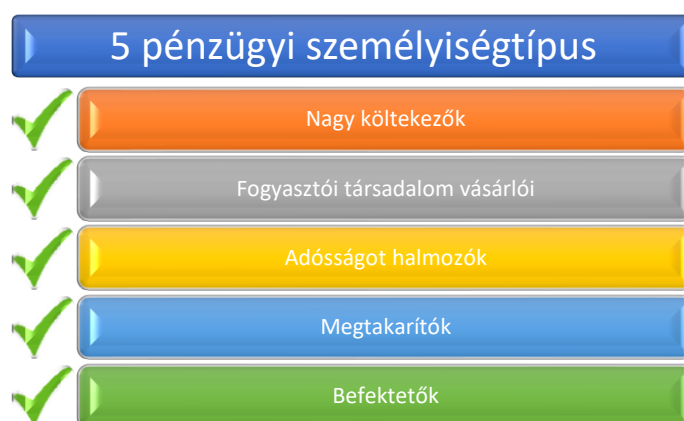 5 pénzügyi személyiségtípus
Nagy költekezők
Fogyasztói társadalom vásárlói
Adósságot halmozók
Megtakarítók
Befektetők